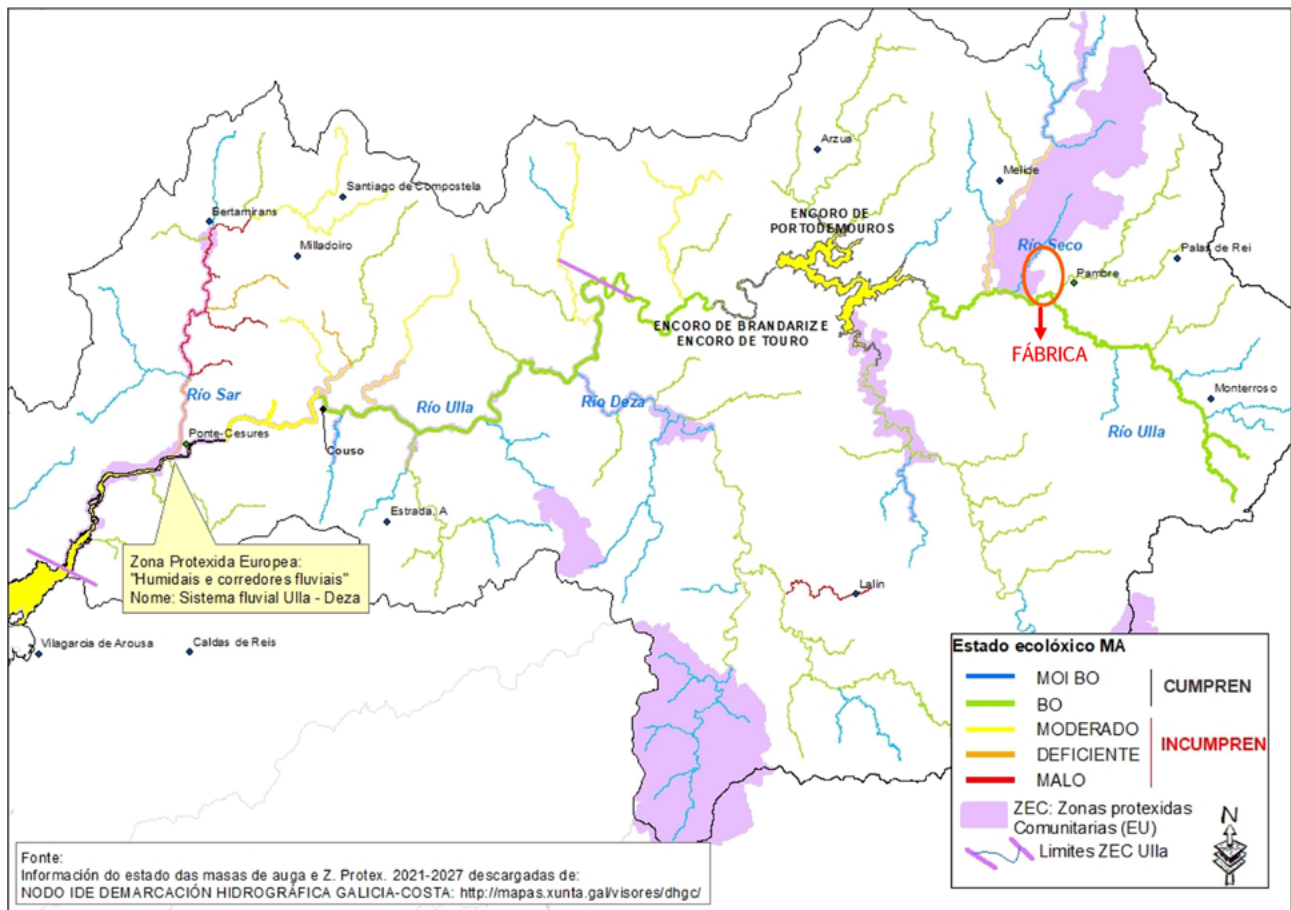 Arzua
Melide
Santiago de Compostela
Bertamirans
ENCORO DE
PORTODEMOUROS
Río Seco
Palas de Rei
Milladoiro
Pambre
ENCORO DE BRANDARIZ E
ENCORO DE TOURO
FÁBRICA
Río Sar
Río Ulla
Río Deza
Monterroso
Río Ulla
Ponte-Cesures
Couso
Estrada, A
Zona Protexida Europea:
"Humidais e corredores fluviais"
Nome: Sistema fluvial Ulla - Deza
Lalín
Vilagarcia de Arousa
Caldas de Reis
Estado ecolóxico MA
MOI BO
BO
CUMPREN
MODERADO
DEFICIENTE
MALO
INCUMPREN
ZEC: Zonas protexidas
Comunitarias (EU)
Limites ZEC Ulla
N
Fonte:
Información do estado das masas de auga e Z. Protex. 2021-2027 descargadas de:
NODO IDE DEMARCACIÓN HIDROGRÁFICA GALICIA-COSTA: http://mapas.xunta.gal/visores/dhgc/